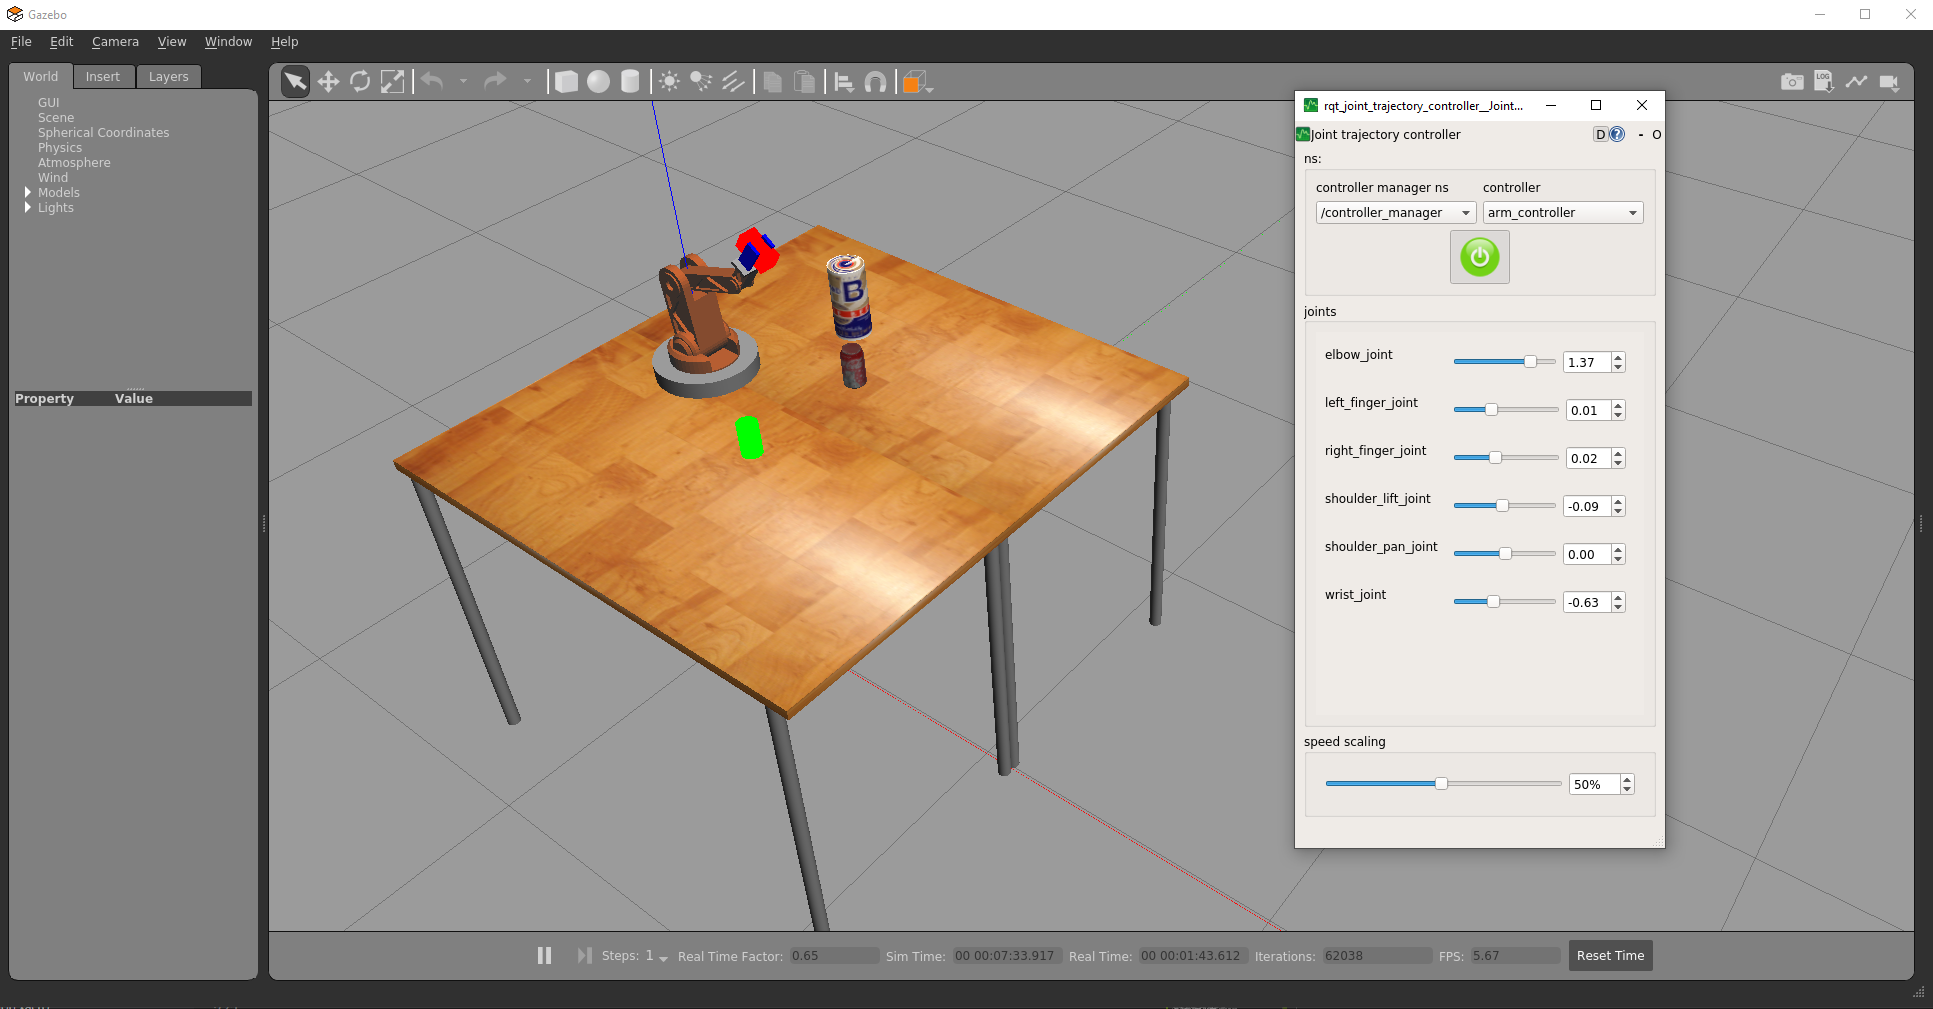 Gazebo
File Edit Camera View Window Help
World Insert Layers
GUI
Scene
Spherical Coordinates
Physics
Atmosphere
Wind
Models
Lights
Property Value
LOG
B
rqt_joint_trajectory_controller__Joint...
Joint trajectory controller
D ? - O
ns:
controller manager ns controller
/controller_manager arm_controller
joints
elbow_joint 1.37
left_finger_joint 0.01
right_finger_joint 0.02
shoulder_lift_joint -0.09
shoulder_pan_joint 0.00
wrist_joint -0.63
speed scaling
50%
Steps: 1 Real Time Factor: 0.65 Sim Time: 00 00:07:33.917 Real Time: 00 00:01:43.612 Iterations: 62038 FPS: 5.67 Reset Time